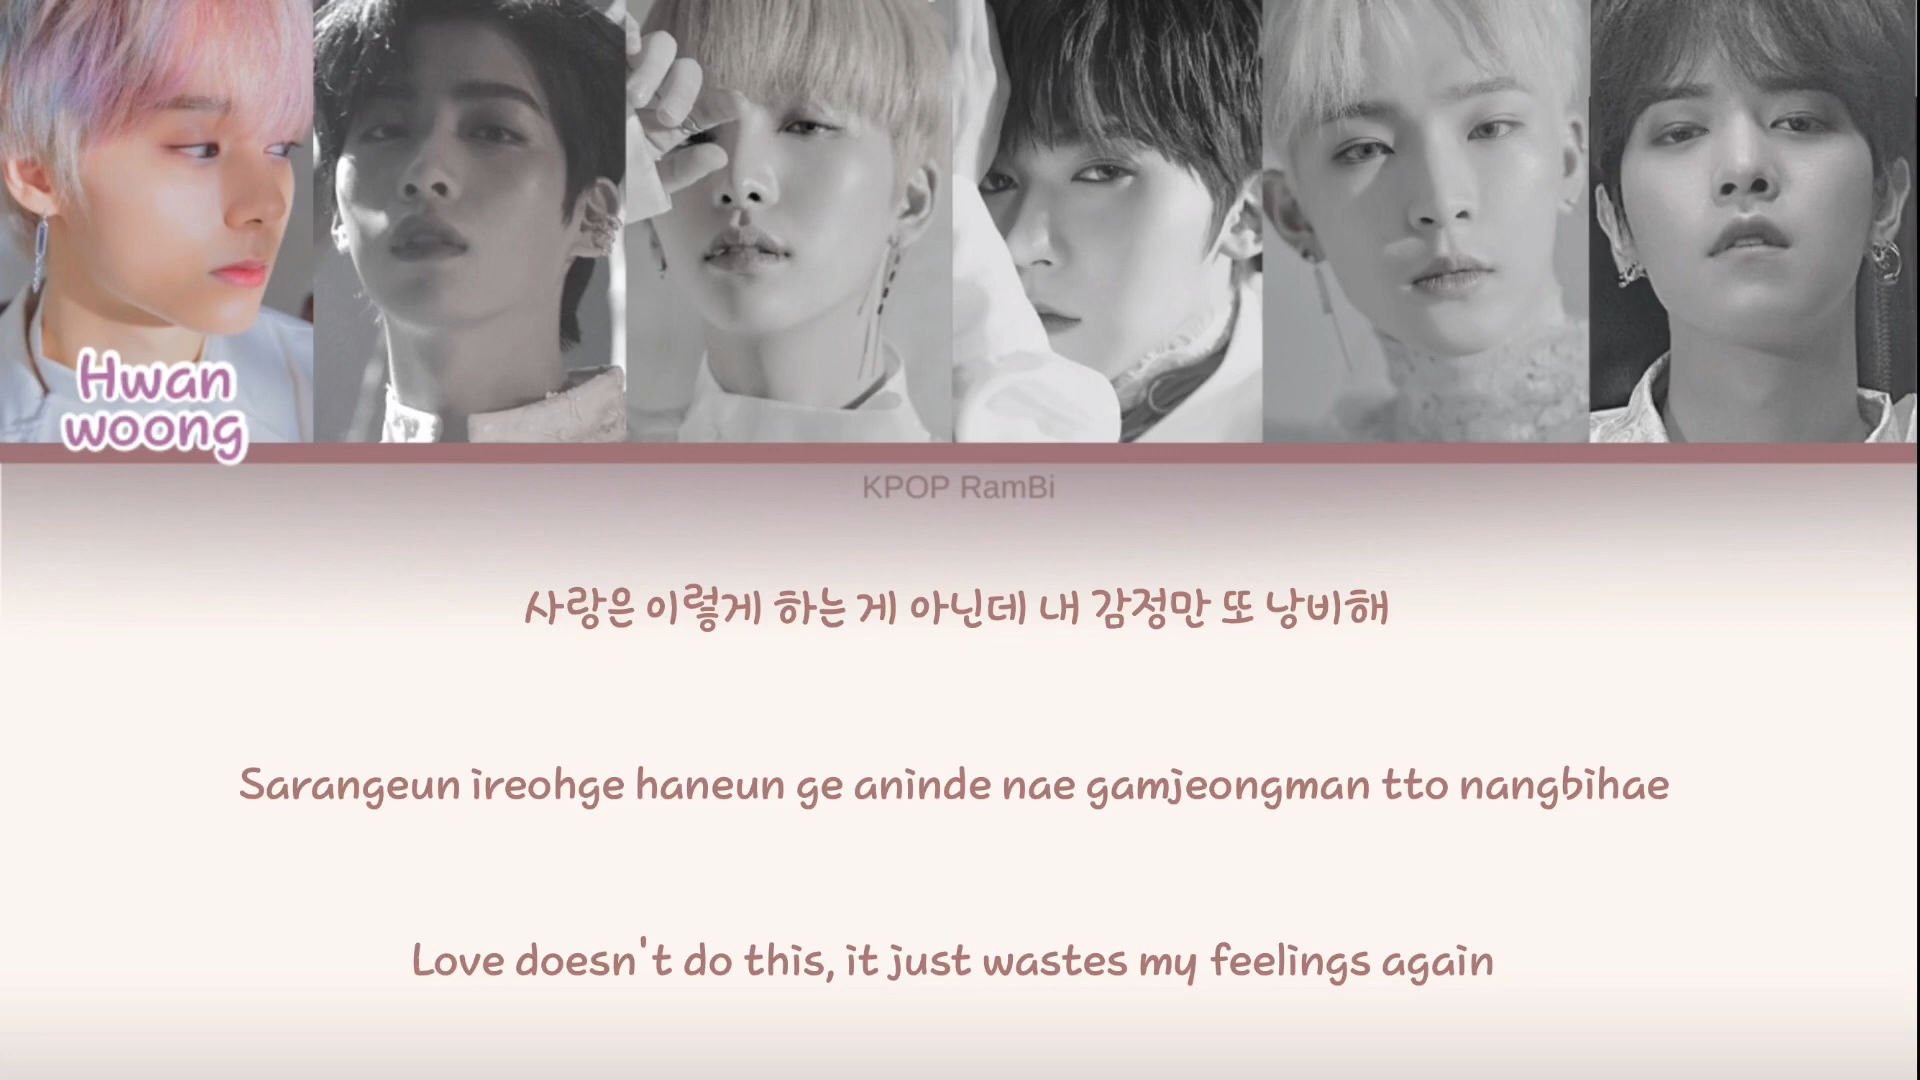 Hwan
woong
KPOP RamBi
사랑은 이렇게 하는 게 아닌데 내 감정만 또 낭비해
Sarangeun ireohge haneun ge aninde nae gamjeongman tto nangbihae
Love doesn't do this, it just wastes my feelings again